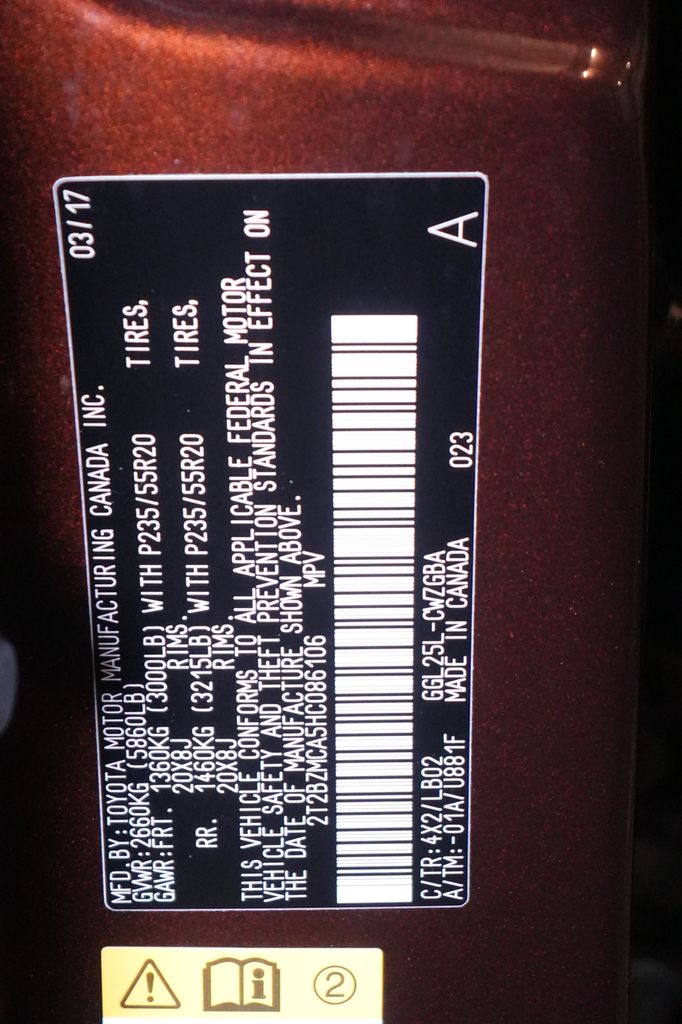 MFD.BY:TOYOTA MOTOR MANUFACTURING CANADA INC. 03/17
GVWR:2660KG (5860LB)
GAWR:FRT. 1360KG (3000LB) WITH P235/55R20 TIRES,
20X8J RIMS.
RR. 1460KG (3215LB) WITH P235/55R20 TIRES,
20X8J RIMS.
THIS VEHICLE CONFORMS TO ALL APPLICABLE FEDERAL MOTOR
VEHICLE SAFETY AND THEFT PREVENTION STANDARDS IN EFFECT ON
THE DATE OF MANUFACTURE SHOWN ABOVE.
2T2BZMCA5HC086106 MPV
C/TR:4X2/LB02 GGL25L-CWZGBA
A/TM:-01A/U881F MADE IN CANADA 023 A
2